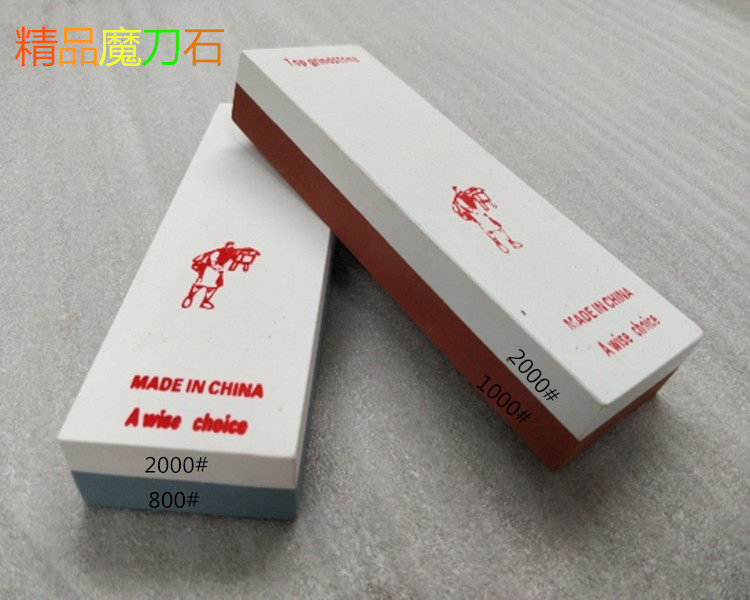 精品魔刀石
Top grindstone
MADE IN CHINA
A wise choice
2000#
1000#
MADE IN CHINA
A wise choice
2000#
800#